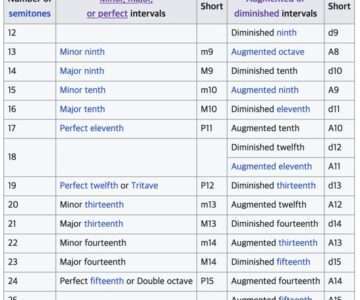 Number of semitones Minor, major, or perfect intervals Short Augmented or diminished intervals Short
12 Diminished ninth d9
13 Minor ninth m9 Augmented octave A8
14 Major ninth M9 Diminished tenth d10
15 Minor tenth m10 Augmented ninth A9
16 Major tenth M10 Diminished eleventh d11
17 Perfect eleventh P11 Augmented tenth A10
18 Diminished twelfth d12
Augmented eleventh A11
19 Perfect twelfth or Tritave P12 Diminished thirteenth d13
20 Minor thirteenth m13 Augmented twelfth A12
21 Major thirteenth M13 Diminished fourteenth d14
22 Minor fourteenth m14 Augmented thirteenth A13
23 Major fourteenth M14 Diminished fifteenth d15
24 Perfect fifteenth or Double octave P15 Augmented fourteenth A14
25 Augmented fifteenth A15